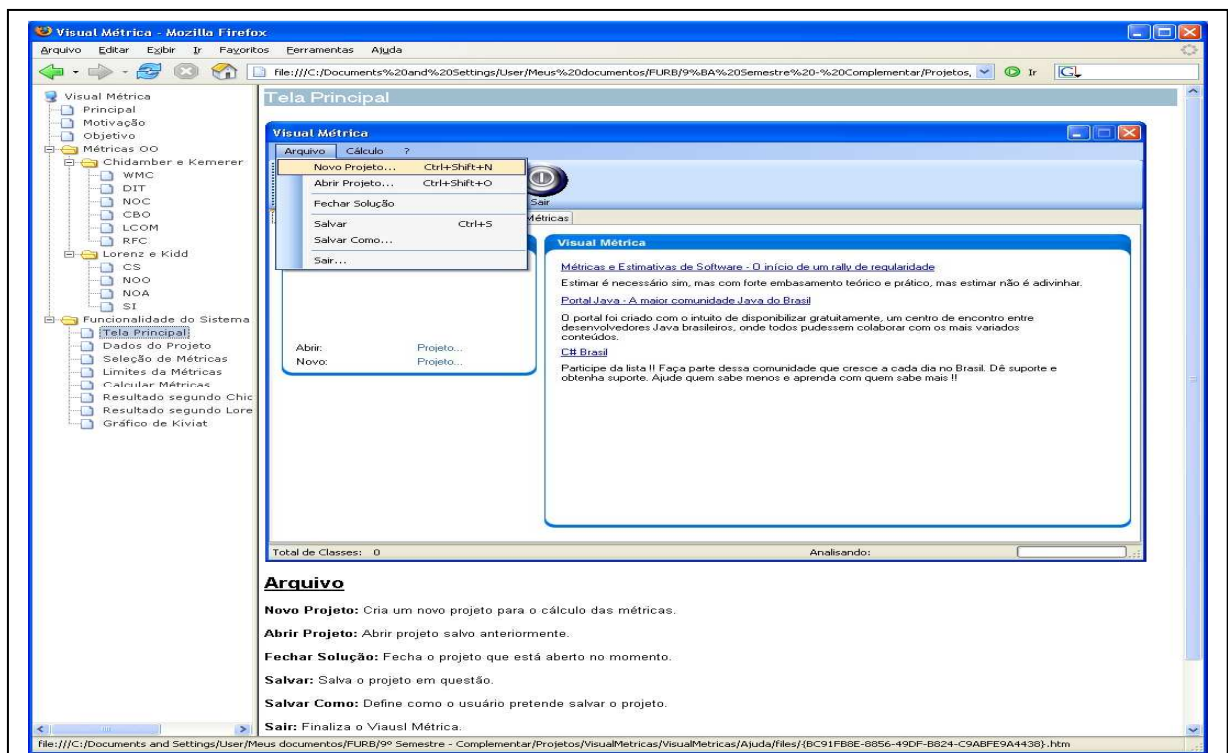 Visual Métrica - Mozilla Firefox
Arquivo Editar Exibir Ir Favoritos Ferramentas Ajuda
file:///C:/Documents%20and%20Settings/User/Meus%20documentos/FURB/9%BA%20Semestre%20-%20Complementar/Projetos, Ir G
Visual Métrica
Principal
Motivação
Objetivo
Métricas OO
Chidamber e Kemerer
WMC
DIT
NOC
CBO
LCOM
RFC
Lorenz e Kidd
CS
NOO
NOA
SI
Funcionalidade do Sistema
Tela Principal
Dados do Projeto
Seleção de Métricas
Limites da Métricas
Calcular Métricas
Resultado segundo Chic
Resultado segundo Lore
Gráfico de Kiviat
Tela Principal
Visual Métrica
Arquivo Cálculo ?
Novo Projeto... Ctrl+Shift+N
Abrir Projeto... Ctrl+Shift+O
Fechar Solução
Salvar Ctrl+S
Salvar Como...
Sair...
Sair
Métricas
Abrir: Projeto...
Novo: Projeto...
Visual Métrica
Métricas e Estimativas de Software - O início de um rally de regularidade
Estimar é necessário sim, mas com forte embasamento teórico e prático, mas estimar não é adivinhar.
Portal Java - A maior comunidade Java do Brasil
O portal foi criado com o intuito de disponibilizar gratuitamente, um centro de encontro entre
desenvolvedores Java brasileiros, onde todos pudessem colaborar com os mais variados
conteúdos.
C# Brasil
Participe da lista !! Faça parte dessa comunidade que cresce a cada dia no Brasil. Dê suporte e
obtenha suporte. Ajude quem sabe menos e aprenda com quem sabe mais !!
Total de Classes: 0 Analisando:
Arquivo
Novo Projeto: Cria um novo projeto para o cálculo das métricas.
Abrir Projeto: Abrir projeto salvo anteriormente.
Fechar Solução: Fecha o projeto que está aberto no momento.
Salvar: Salva o projeto em questão.
Salvar Como: Define como o usuário pretende salvar o projeto.
Sair: Finaliza o Viausl Métrica.
file:///C:/Documents and Settings/User/Meus documentos/FURB/9º Semestre - Complementar/Projetos/VisualMetricas/VisualMetricas/Ajuda/files/{BC91FB8E-8856-49DF-B824-C9ABFE9A4438}.htm